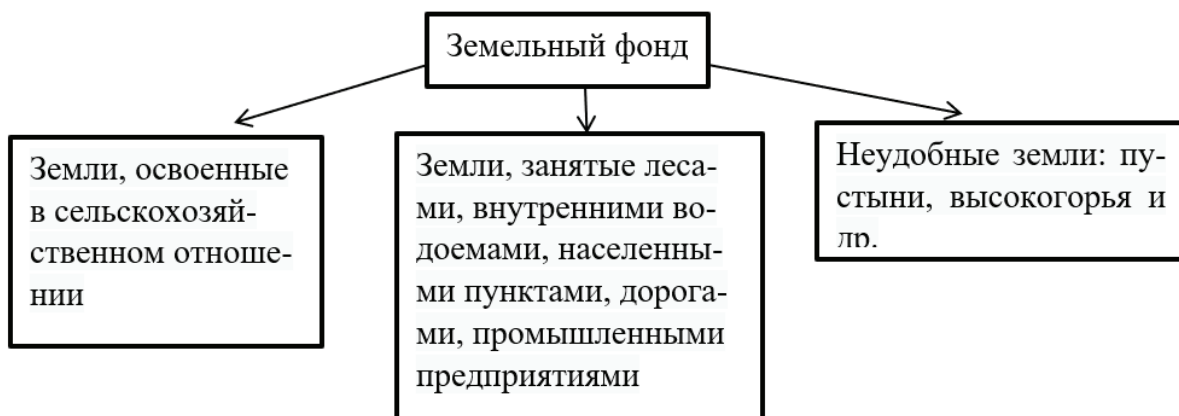 Земельный фонд
Земли, освоенные
в сельскохозяй-
ственном отноше-
нии
Земли, занятые леса-
ми, внутренними во-
доемами, населенны-
ми пунктами, дорога-
ми, промышленными
предприятиями
Неудобные земли: пу-
стыни, высокогорья и
др.